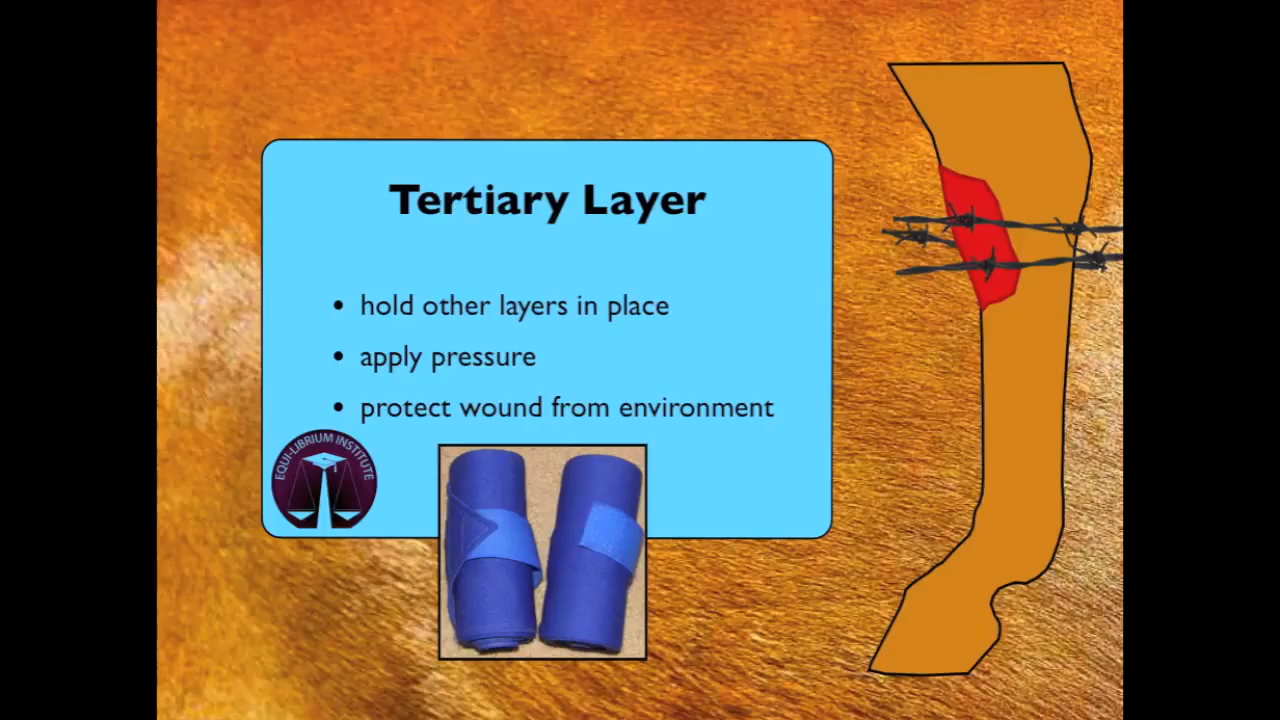 Tertiary Layer
• hold other layers in place
• apply pressure
• protect wound from environment
EQUI-LIBRIUM INSTITUTE